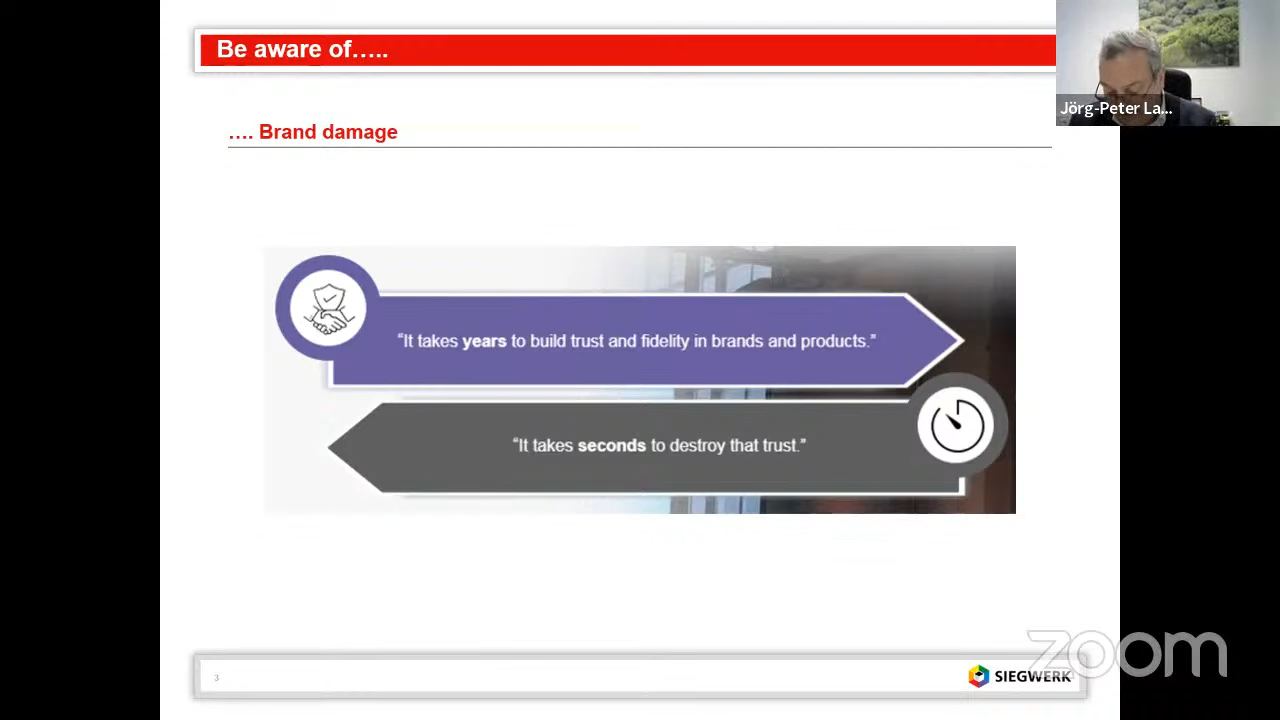 Be aware of.....
Jörg-Peter La...
.... Brand damage
“It takes years to build trust and fidelity in brands and products.”
“It takes seconds to destroy that trust.”
3
SIEGWERK
zoom